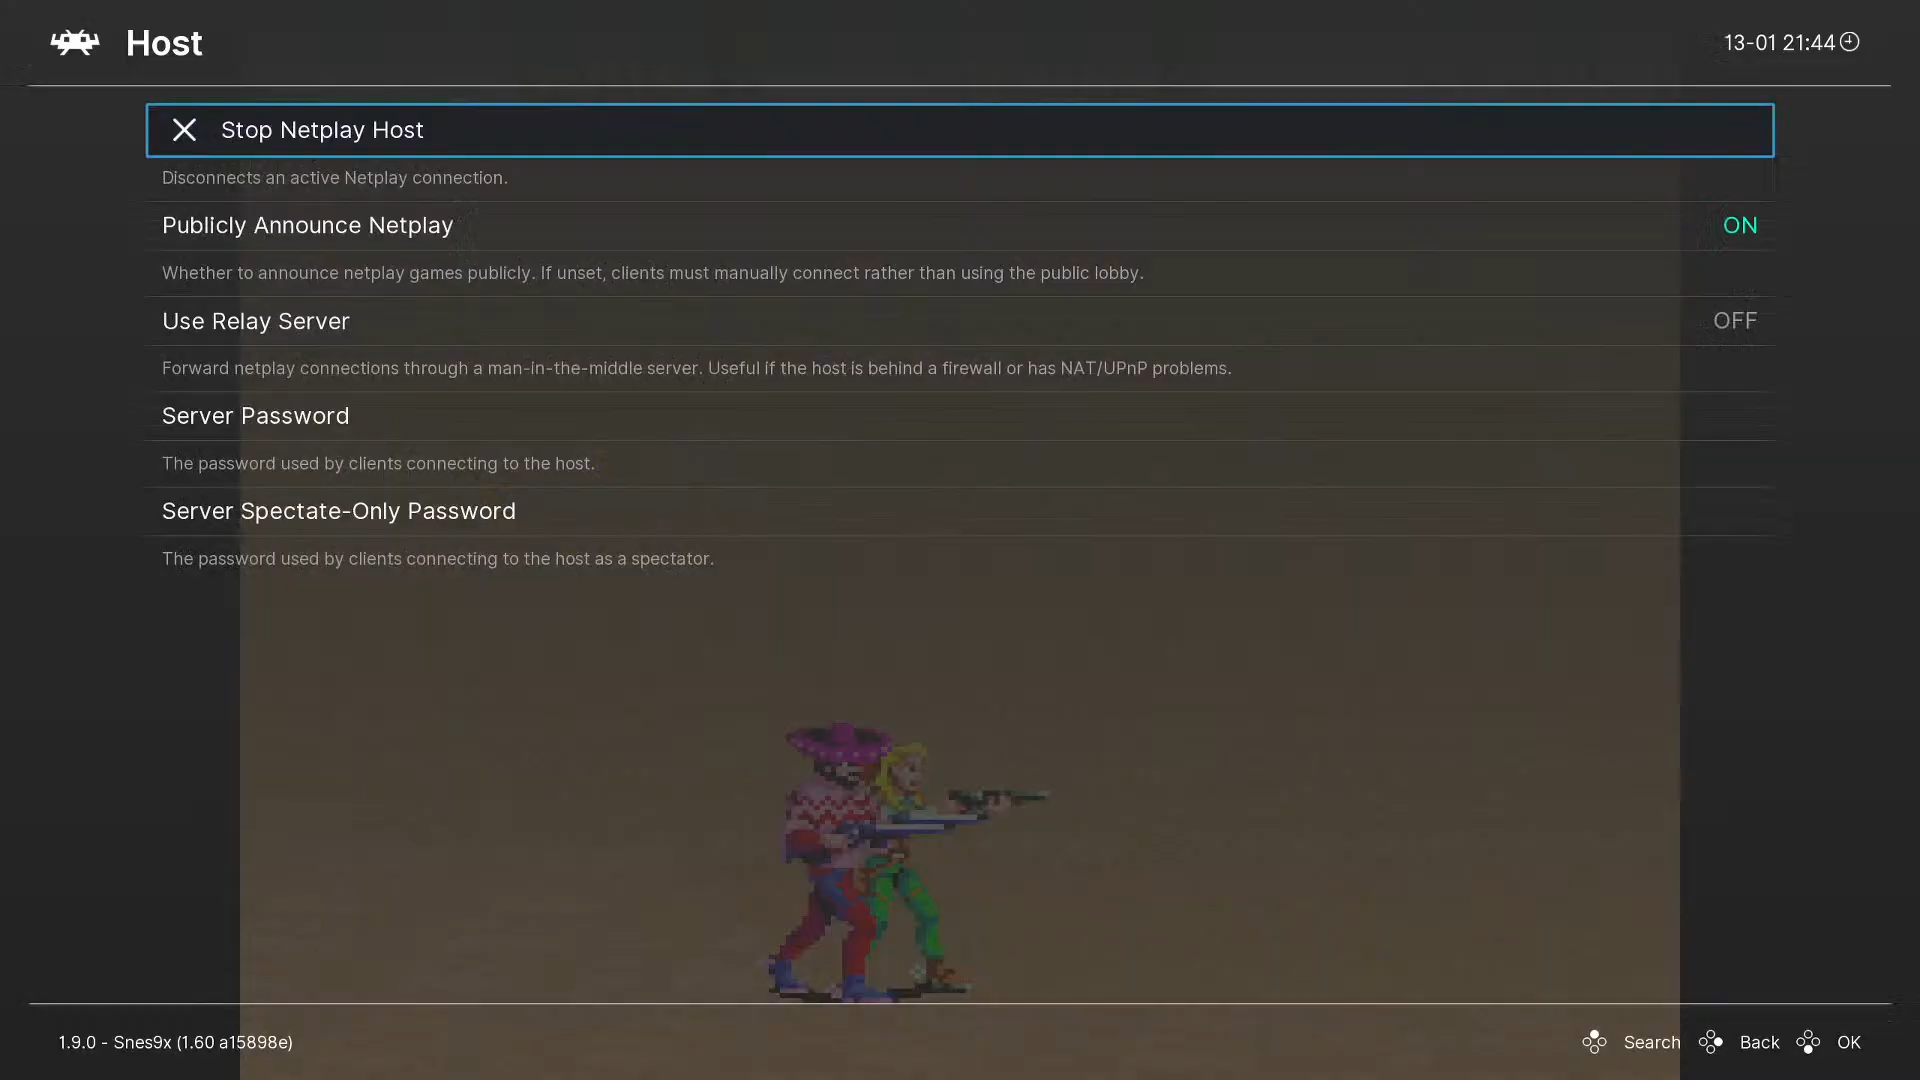 Host
13-01 21:44
Stop Netplay Host
Disconnects an active Netplay connection.
Publicly Announce Netplay ON
Whether to announce netplay games publicly. If unset, clients must manually connect rather than using the public lobby.
Use Relay Server OFF
Forward netplay connections through a man-in-the-middle server. Useful if the host is behind a firewall or has NAT/UPnP problems.
Server Password
The password used by clients connecting to the host.
Server Spectate-Only Password
The password used by clients connecting to the host as a spectator.
1.9.0 - Snes9x (1.60 a15898e)
Search Back OK